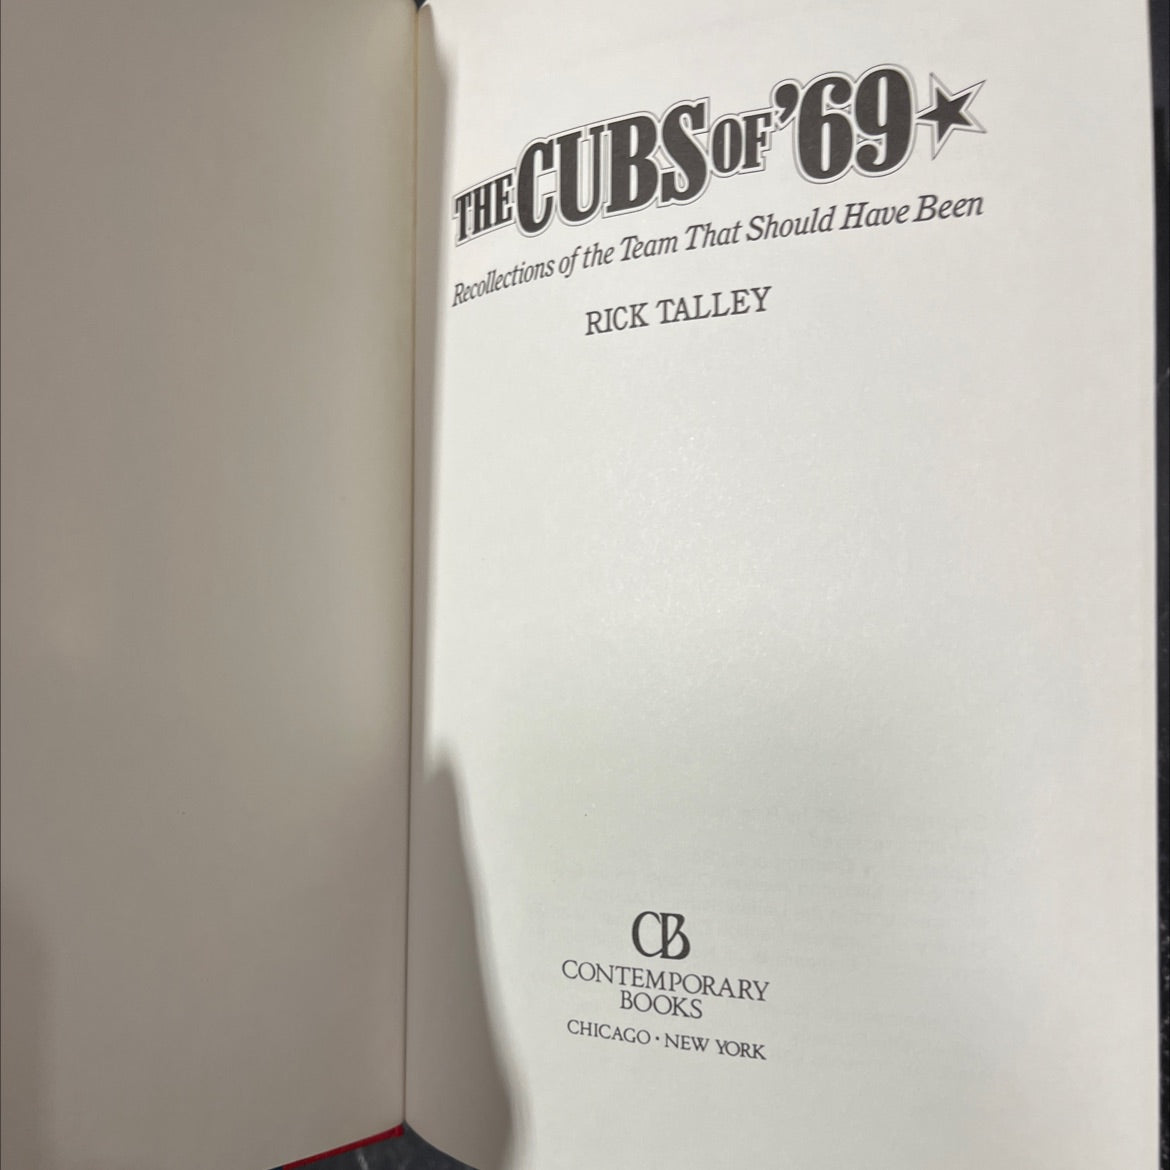 THE CUBS OF '69
Recollections of the Team That Should Have Been
RICK TALLEY
CB
CONTEMPORARY
BOOKS
CHICAGO · NEW YORK